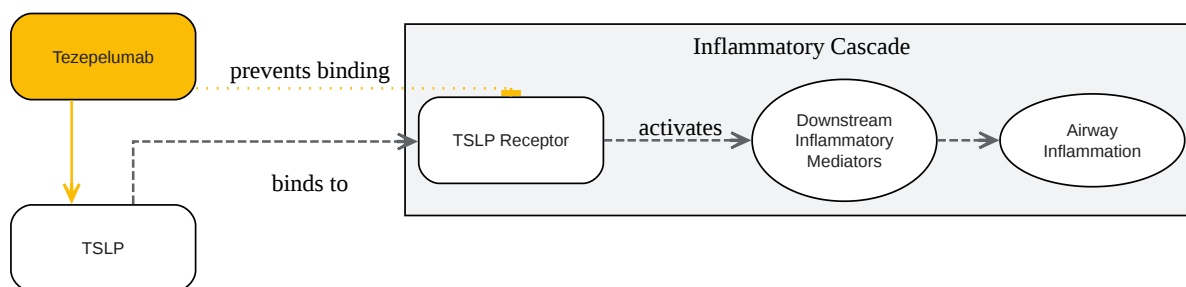 Tezepelumab
prevents binding
Inflammatory Cascade
TSLP Receptor
activates
Downstream
Inflammatory
Mediators
Airway
Inflammation
binds to
TSLP